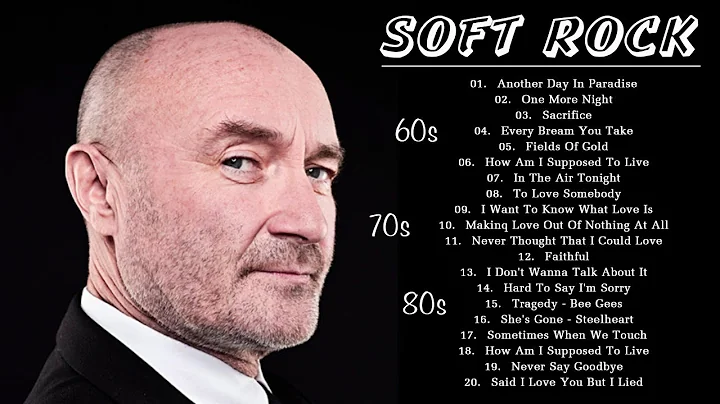 SOFT ROCK
60s
70s
80s
01. Another Day In Paradise
02. One More Night
03. Sacrifice
04. Every Bream You Take
05. Fields Of Gold
06. How Am I Supposed To Live
07. In The Air Tonight
08. To Love Somebody
09. I Want To Know What Love Is
10. Making Love Out Of Nothing At All
11. Never Thought That I Could Love
12. Faithful
13. I Don't Wanna Talk About It
14. Hard To Say I'm Sorry
15. Tragedy - Bee Gees
16. She's Gone - Steelheart
17. Sometimes When We Touch
18. How Am I Supposed To Live
19. Never Say Goodbye
20. Said I Love You But I Lied